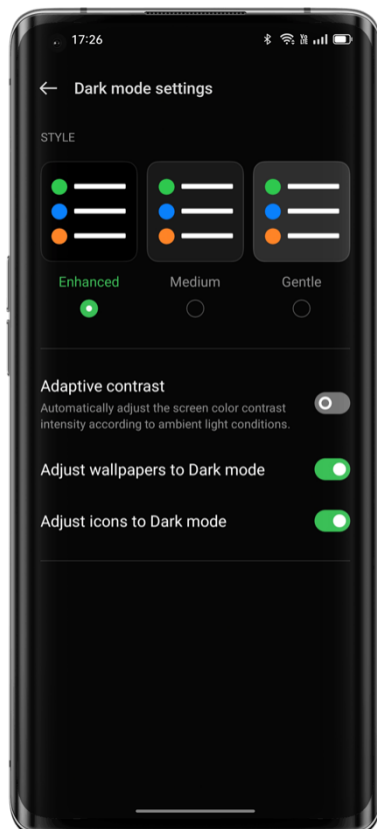 17:26
Dark mode settings
STYLE
Enhanced
Medium
Gentle
Adaptive contrast
Automatically adjust the screen color contrast
intensity according to ambient light conditions.
Adjust wallpapers to Dark mode
Adjust icons to Dark mode